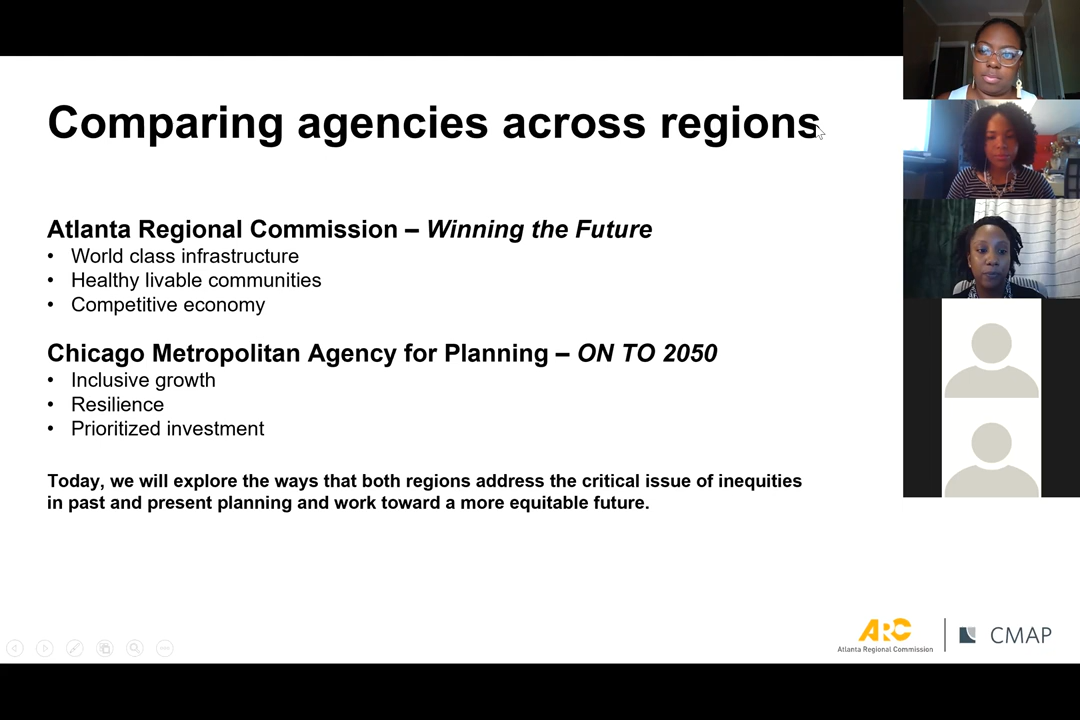 Comparing agencies across regions
Atlanta Regional Commission – Winning the Future
• World class infrastructure
• Healthy livable communities
• Competitive economy
Chicago Metropolitan Agency for Planning – ON TO 2050
• Inclusive growth
• Resilience
• Prioritized investment
Today, we will explore the ways that both regions address the critical issue of inequities
in past and present planning and work toward a more equitable future.
ARC
Atlanta Regional Commission
CMAP